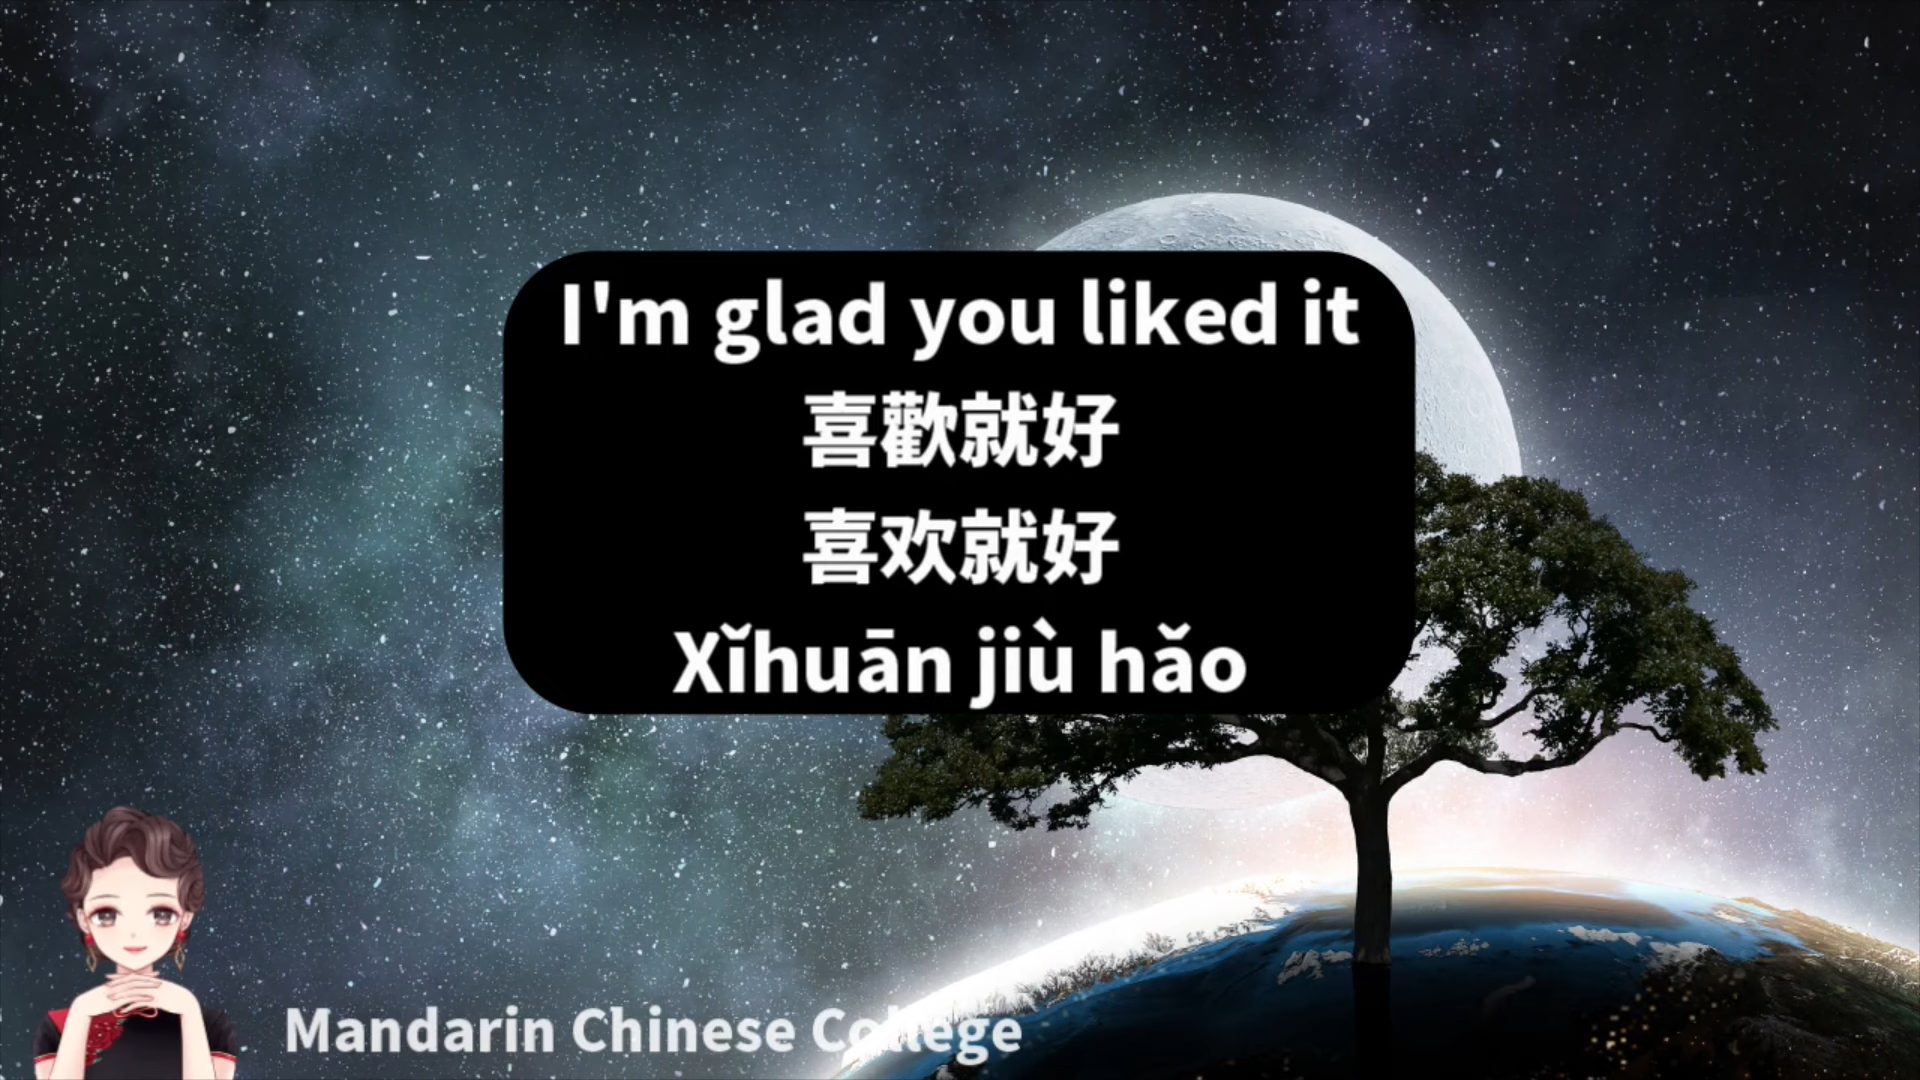 I'm glad you liked it
喜歡就好
喜欢就好
Xǐhuān jiù hǎo
Mandarin Chinese College